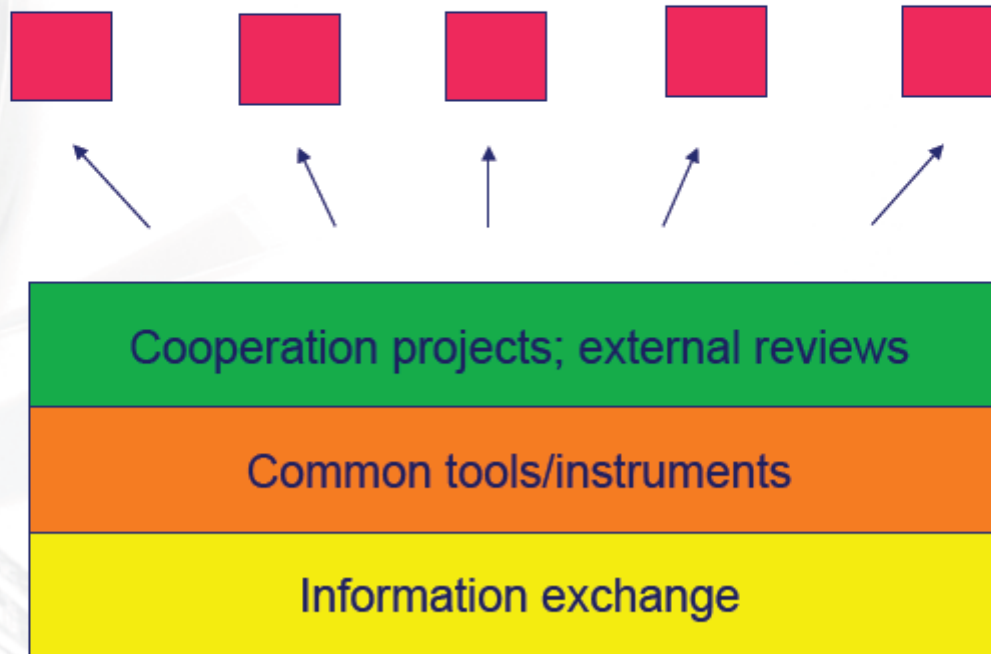 Cooperation projects; external reviews
Common tools/instruments
Information exchange